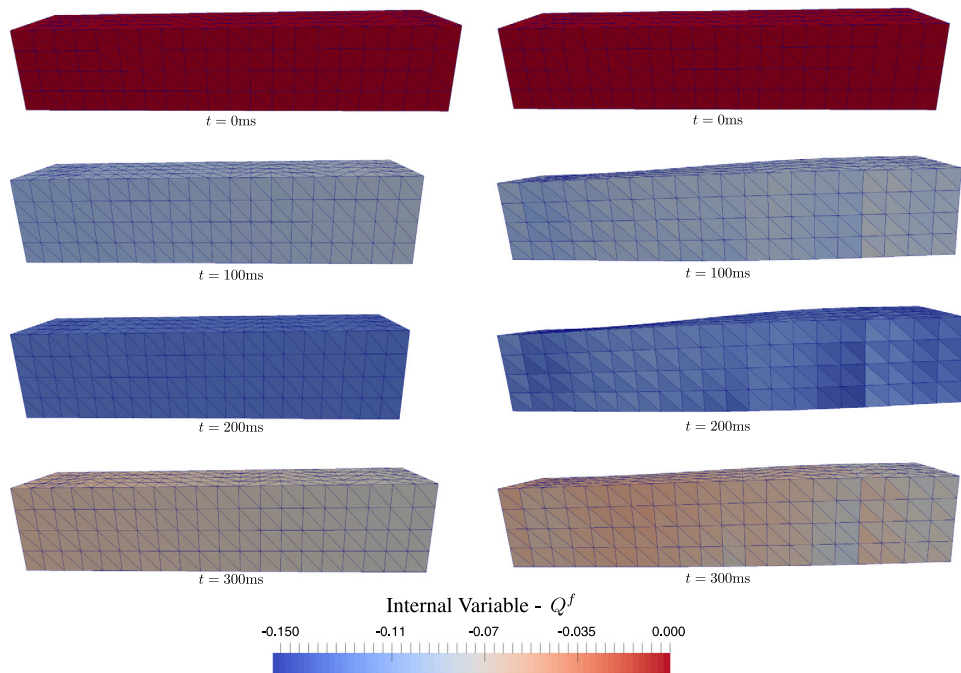 t = 0ms t = 0ms
t = 100ms t = 100ms
t = 200ms t = 200ms
t = 300ms t = 300ms
Internal Variable - Q^f
-0.150 -0.11 -0.07 -0.035 0.000